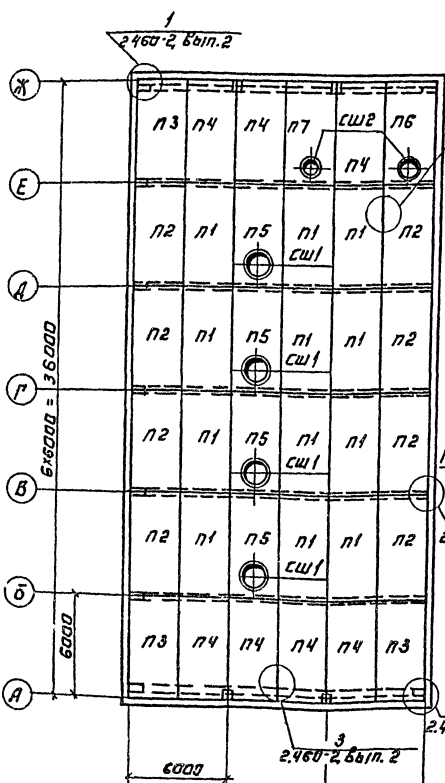 1
2.460-2, Вып. 2
Ж
п3 п4 п4 п7 сш2 п6
п4
Е
п2 п1 п5 п1 п1 п2
сш1
Д
п2 п1 п5 п1 п1 п2
сш1
Г
6х6000 = 36000
п2 п1 п5 п1 п1 п2
сш1
В
п2 п1 п5 п1 п1 п2
сш1
б
6000
п3 п4 п4 п4 п4 п3
А
3
2.460-2, Вып. 2
2.4
6000